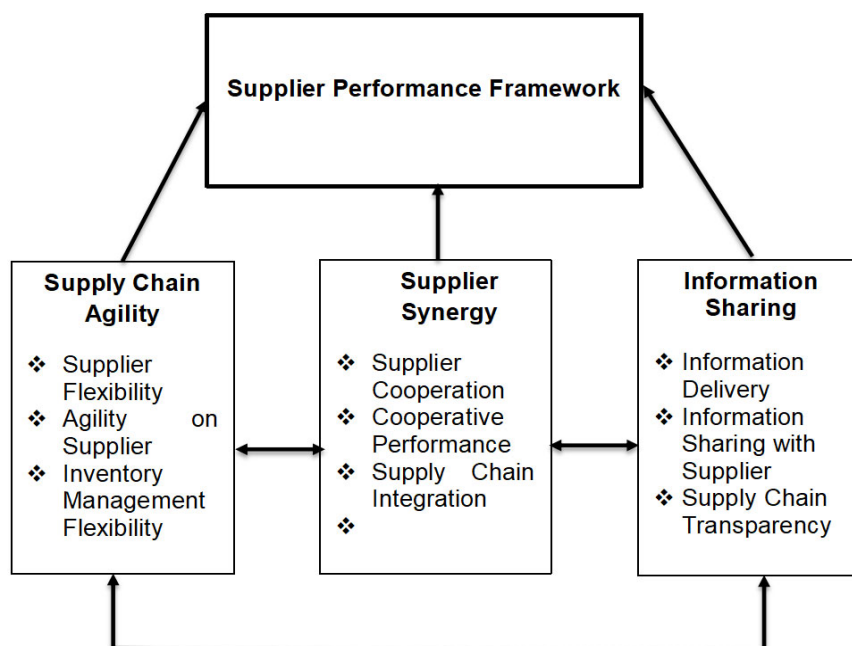 Supplier Performance Framework
Supply Chain
Agility
❖ Supplier
Flexibility
❖ Agility on
Supplier
❖ Inventory
Management
Flexibility
Supplier
Synergy
❖ Supplier
Cooperation
❖ Cooperative
Performance
❖ Supply Chain
Integration
❖
Information
Sharing
❖ Information
Delivery
❖ Information
Sharing with
Supplier
❖ Supply Chain
Transparency